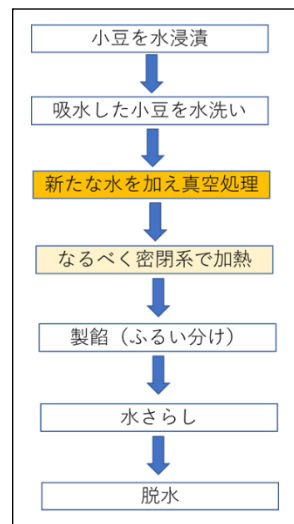 小豆を水浸漬
吸水した小豆を水洗い
新たな水を加え真空処理
なるべく密閉系で加熱
製餡（ふるい分け）
水さらし
脱水